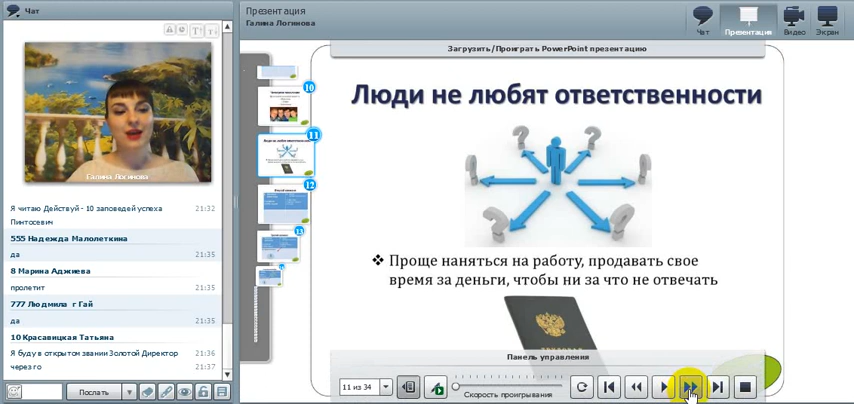 Чат
Галина Логинова
Я читаю Действуй - 10 заповедей успеха 21:32
Пинтосевич
555 Надежда Малолеткина
да 21:35
8 Марина Аджиева
пролетит 21:35
777 Людмила г Гай
да 21:35
10 Красавицкая Татьяна
Я буду в открытом звании Золотой Директор 21:36
через го 21:37
Послать
Презентация
Галина Логинова
Чат
Презентация
Видео
Экран
Загрузить/Проиграть PowerPoint презентацию
10
11
12
13
Люди не любят ответственности
❖ Проще наняться на работу, продавать свое
время за деньги, чтобы ни за что не отвечать
Панель управления
11 из 34
Скорость проигрывания